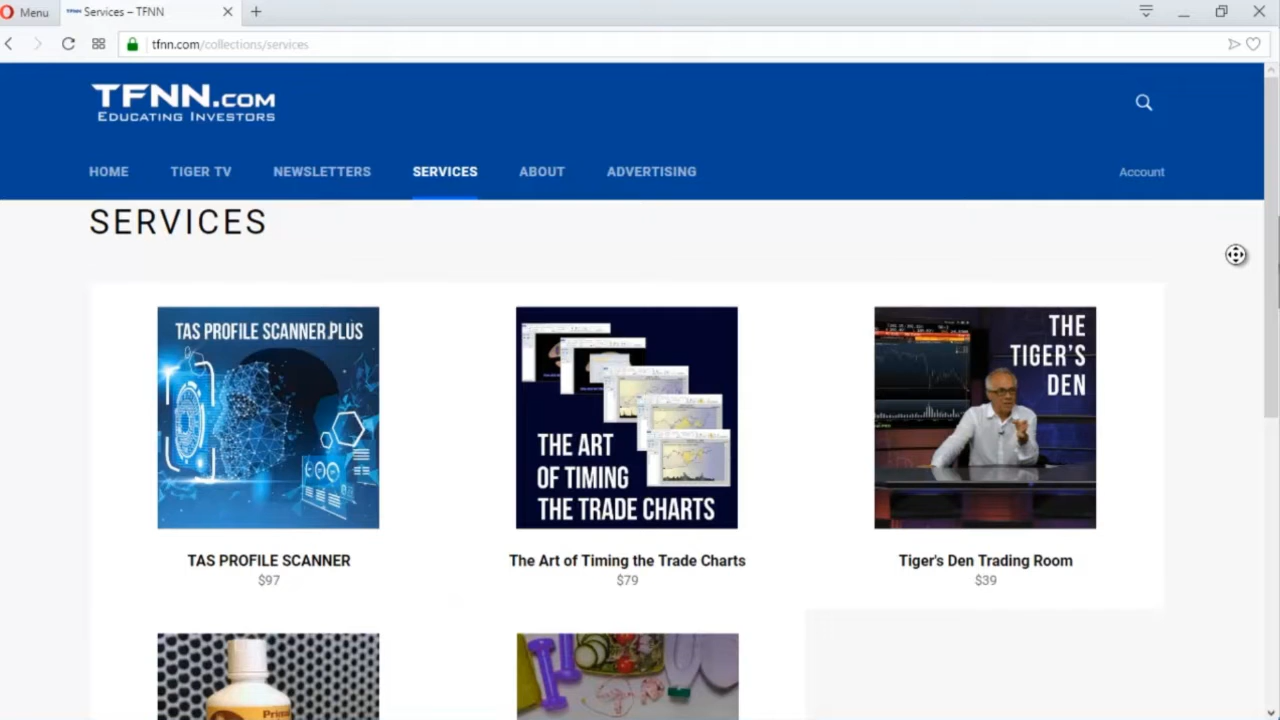 Menu
Services – TFNN
tfnn.com/collections/services
TFNN.COM
EDUCATING INVESTORS
HOME
TIGER TV
NEWSLETTERS
SERVICES
ABOUT
ADVERTISING
Account
SERVICES
TAS PROFILE SCANNER PLUS
THE ART
OF TIMING
THE TRADE CHARTS
THE
TIGER'S
DEN
TAS PROFILE SCANNER
$97
The Art of Timing the Trade Charts
$79
Tiger's Den Trading Room
$39